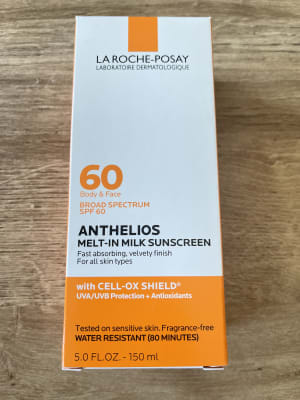 LA ROCHE-POSAY
LABORATOIRE DERMATOLOGIQUE
60
Body & Face
BROAD SPECTRUM
SPF 60
ANTHELIOS
MELT-IN MILK SUNSCREEN
Fast absorbing, velvety finish
For all skin types
with CELL-OX SHIELD®
UVA/UVB Protection + Antioxidants
Tested on sensitive skin. Fragrance-free
WATER RESISTANT (80 MINUTES)
5.0 FL.OZ. - 150 ml